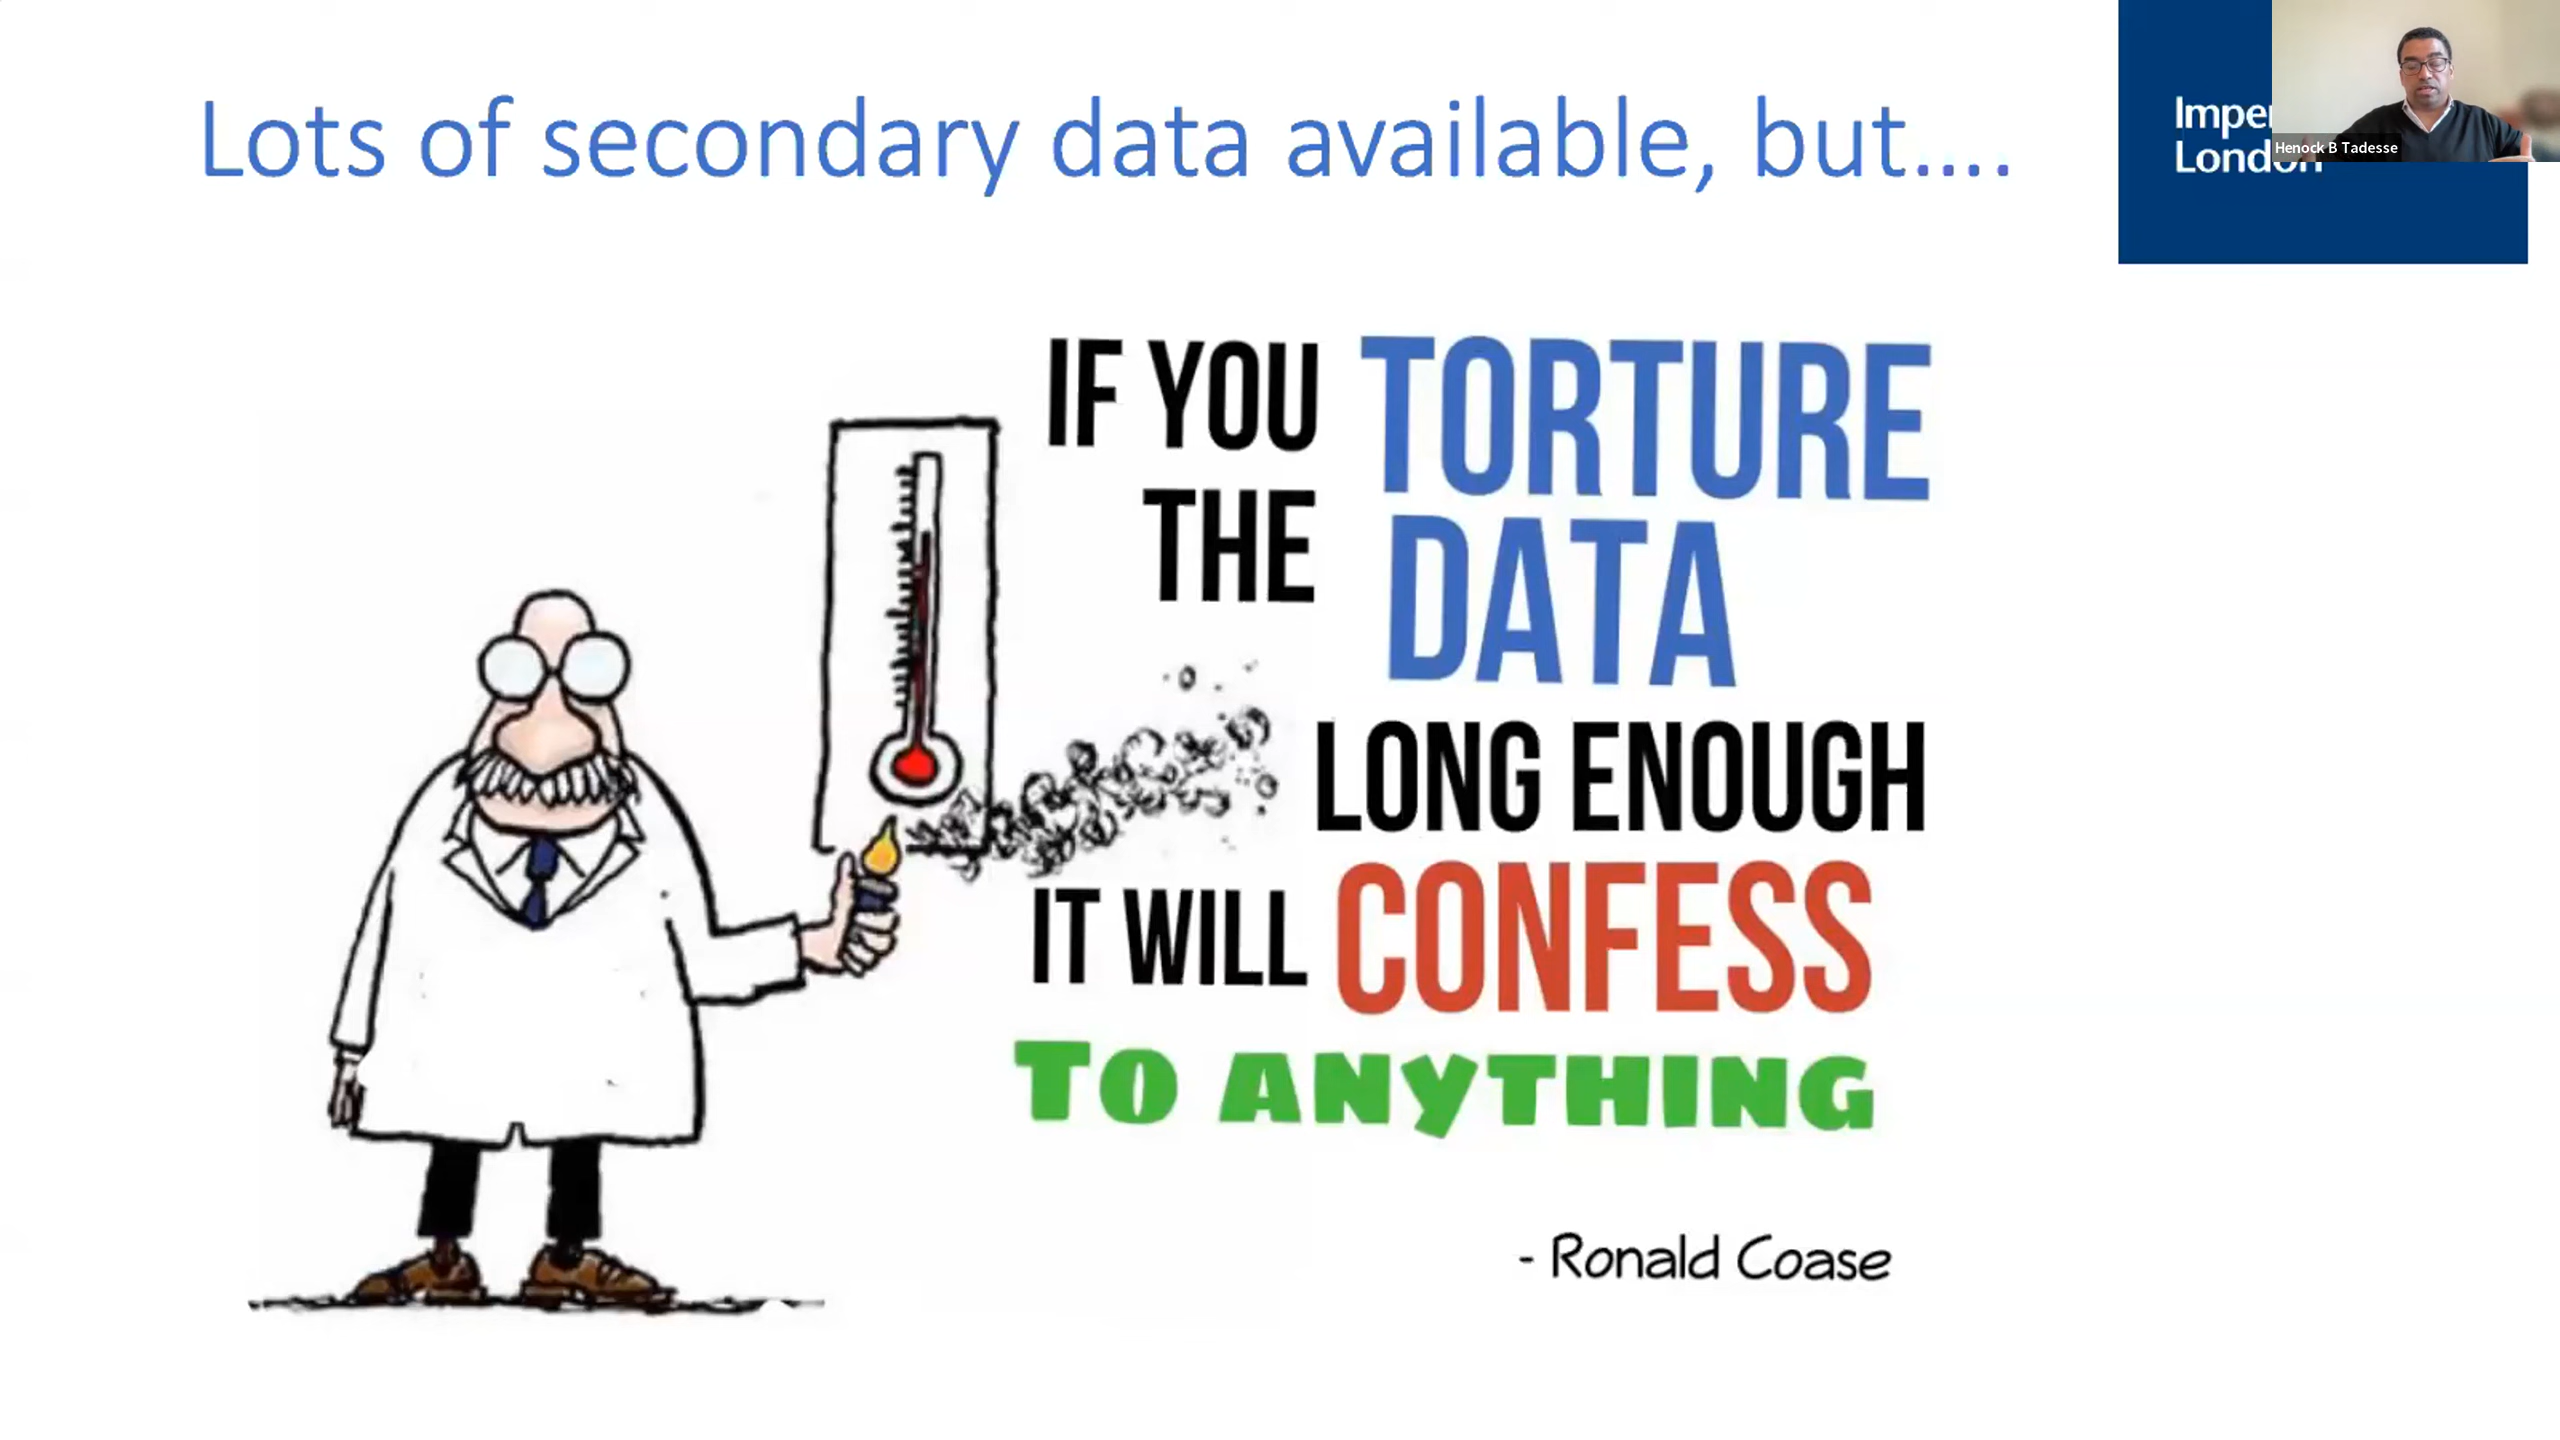 Lots of secondary data available, but....
Henock B Tadesse
London
IF YOU TORTURE
THE DATA
LONG ENOUGH
IT WILL CONFESS
TO ANYTHING
- Ronald Coase